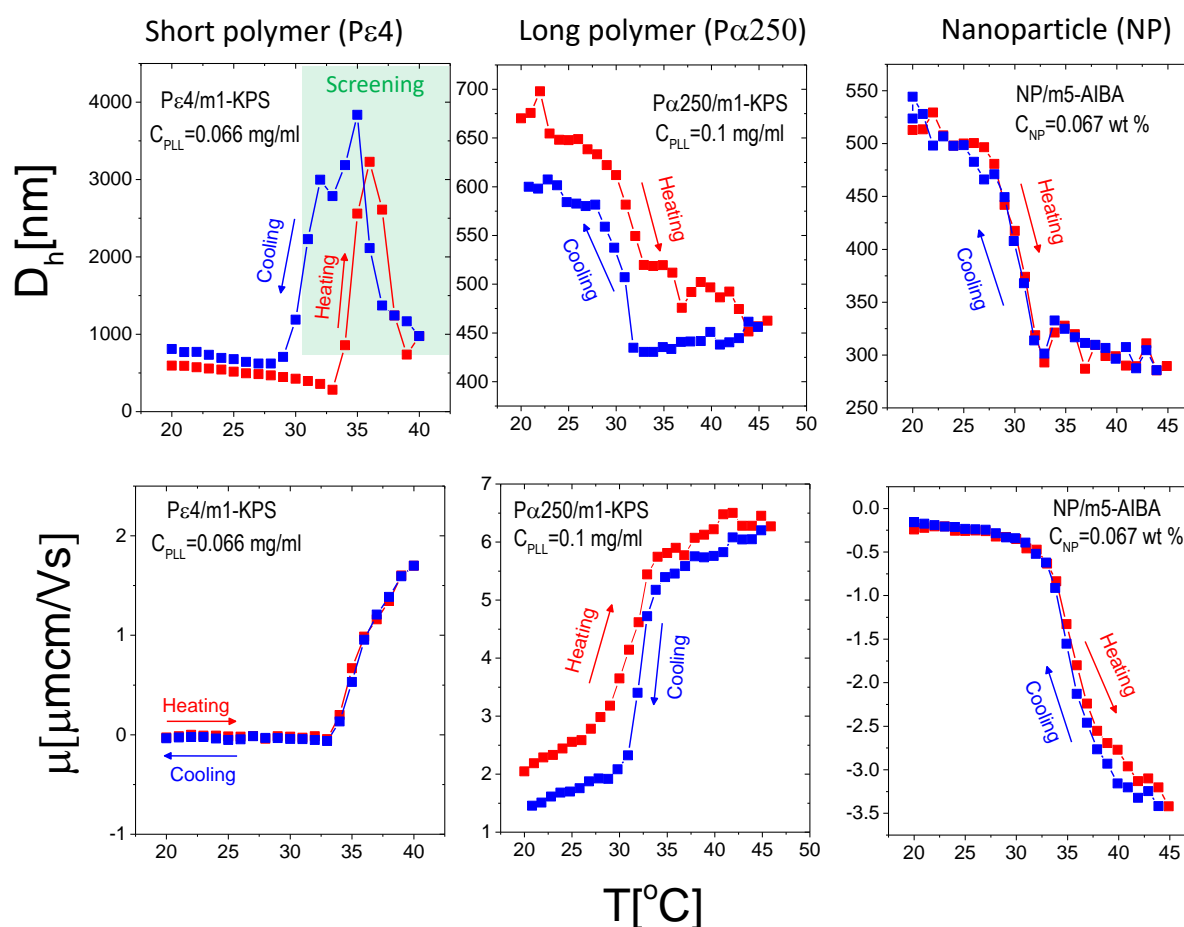 Short polymer (Pε4)
Long polymer (Pα250)
Nanoparticle (NP)
D_h[nm]
4000
3000
2000
1000
0
20
25
30
35
40
Screening
Pε4/m1-KPS
C_PLL=0.066 mg/ml
Cooling
Heating
700
650
600
550
500
450
400
20
25
30
35
40
45
50
Pα250/m1-KPS
C_PLL=0.1 mg/ml
Heating
Cooling
550
500
450
400
350
300
250
20
25
30
35
40
45
NP/m5-AIBA
C_NP=0.067 wt %
Heating
Cooling
μ[μmcm/Vs]
2
1
0
-1
20
25
30
35
40
Pε4/m1-KPS
C_PLL=0.066 mg/ml
Heating
Cooling
7
6
5
4
3
2
1
20
25
30
35
40
45
50
Pα250/m1-KPS
C_PLL=0.1 mg/ml
Heating
Cooling
0.0
-0.5
-1.0
-1.5
-2.0
-2.5
-3.0
-3.5
20
25
30
35
40
45
NP/m5-AIBA
C_NP=0.067 wt %
Heating
Cooling
T[°C]